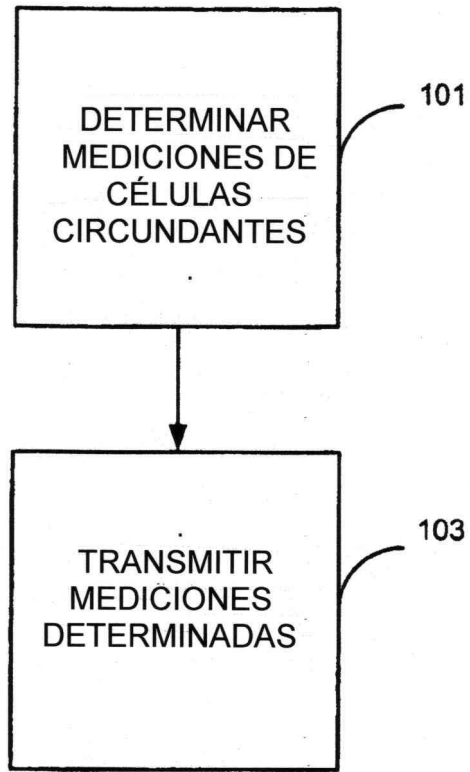 DETERMINAR
MEDICIONES DE
CÉLULAS
CIRCUNDANTES
101
TRANSMITIR
MEDICIONES
DETERMINADAS
103